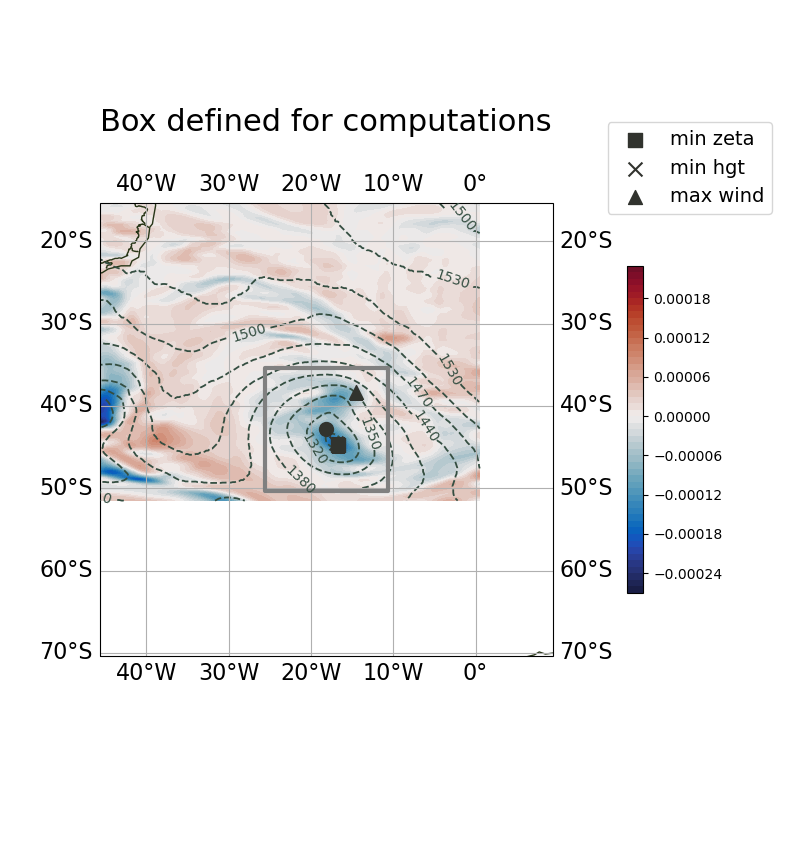 Box defined for computations
min zeta
min hgt
max wind
40°W 30°W 20°W 10°W 0°
20°S 20°S
30°S 30°S
40°S 40°S
50°S 50°S
60°S 60°S
70°S 70°S
40°W 30°W 20°W 10°W 0°
1500
1530
1500
1530
1470
1440
1350
1320
1380
0
0.00018
0.00012
0.00006
0.00000
−0.00006
−0.00012
−0.00018
−0.00024